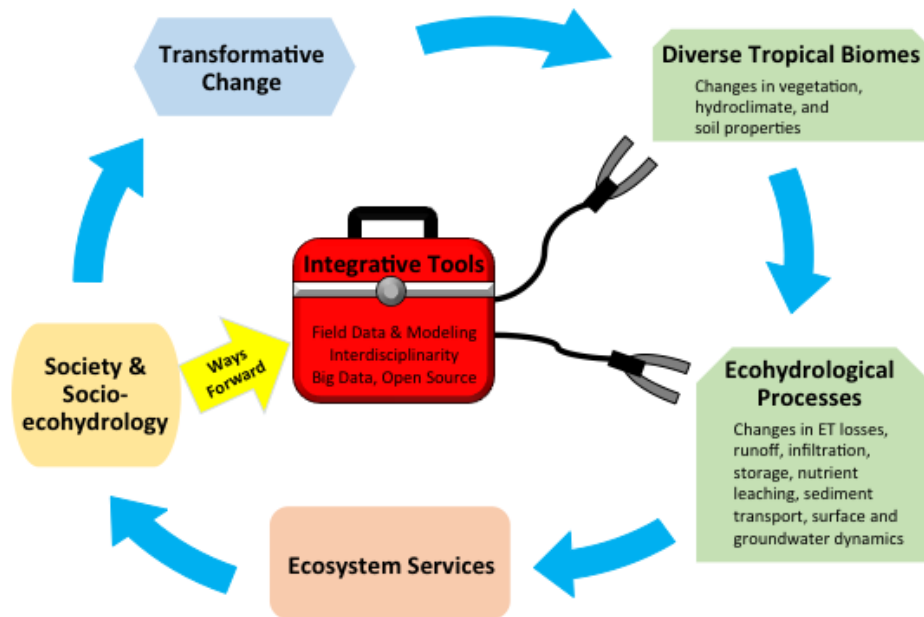 Transformative
Change
Diverse Tropical Biomes
Changes in vegetation,
hydroclimate, and
soil properties
Integrative Tools
Field Data & Modeling
Interdisciplinarity
Big Data, Open Source
Ways
Forward
Society &
Socio-
ecohydrology
Ecohydrological
Processes
Changes in ET losses,
runoff, infiltration,
storage, nutrient
leaching, sediment
transport, surface and
groundwater dynamics
Ecosystem Services